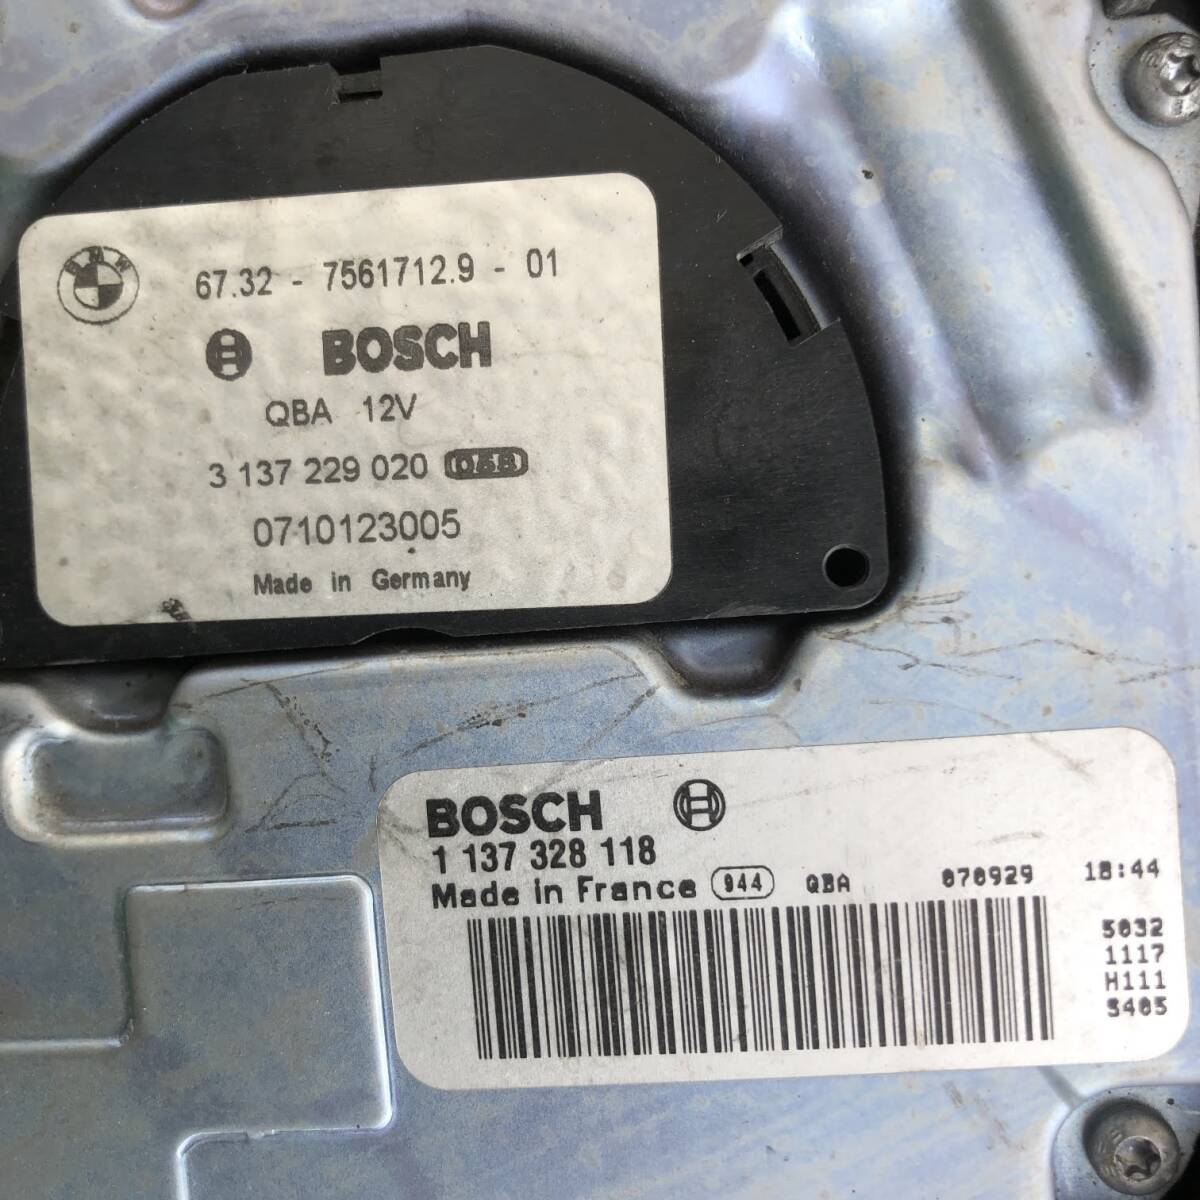 BMW
67.32 - 7561712.9 - 01
BOSCH
QBA 12V
3 137 229 020
0710123005
Made in Germany
BOSCH
1 137 328 118
Made in France 944 QBA 070929 18:44
5032
1117
H111
S405